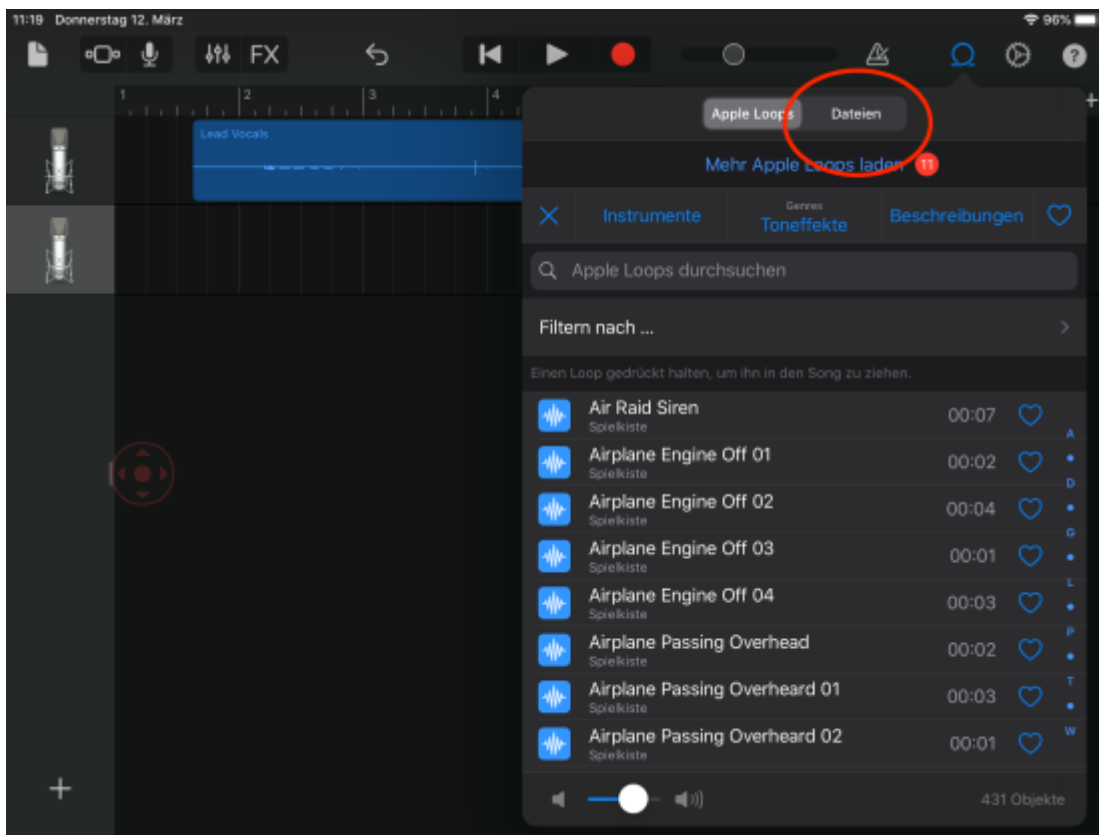 11:19 Donnerstag 12. März
96%
FX
?
1 2 3 4
+
Apple Loops Dateien
Lead Vocals
Mehr Apple Loops laden 11
Instrumente
Genres
Toneffekte
Beschreibungen
Apple Loops durchsuchen
Filtern nach ...
Einen Loop gedrückt halten, um ihn in den Song zu ziehen.
Air Raid Siren 00:07
Spielkiste
A
Airplane Engine Off 01 00:02
Spielkiste
D
Airplane Engine Off 02 00:04
Spielkiste
G
Airplane Engine Off 03 00:01
Spielkiste
L
Airplane Engine Off 04 00:03
Spielkiste
P
Airplane Passing Overhead 00:02
Spielkiste
T
Airplane Passing Overheard 01 00:03
Spielkiste
W
Airplane Passing Overheard 02 00:01
Spielkiste
+
431 Objekte